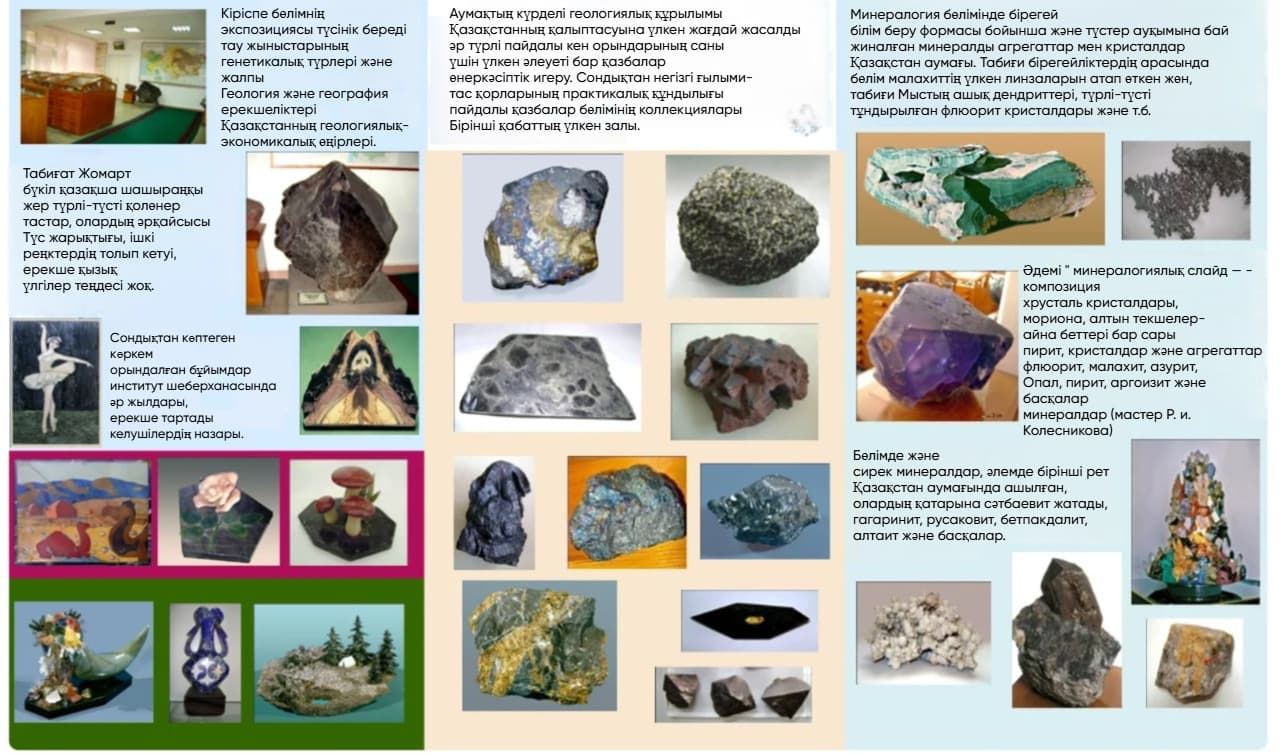 Кіріспе бөлімнің
экспозициясы түсінік береді
тау жыныстарының
генетикалық түрлері және
жалпы
Геология және география
ерекшеліктері
Қазақстанның геологиялық-
экономикалық өңірлері.
Табиғат Жомарт
бүкіл қазақша шашыраңқы
жер түрлі-түсті қоленер
тастар, олардың әрқайсысы
Түс жарықтығы, ішкі
реңктердің толып кетуі,
ерекше қызық
үлгілер теңдесі жоқ.
Сондықтан көптеген
көркем
орындалған бұйымдар
институт шеберханасында
әр жылдары,
ерекше тартады
келушілердің назары.
Аумақтың күрделі геологиялық құрылымы
Қазақстанның қалыптасуына үлкен жағдай жасалды
әр түрлі пайдалы кен орындарының саны
үшін үлкен әлеуеті бар қазбалар
өнеркәсіптік игеру. Сондықтан негізгі ғылыми-
тас қорларының практикалық құндылығы
пайдалы қазбалар бөлімінің коллекциялары
Бірінші қабаттың үлкен залы.
Минералогия бөлімінде бірегей
білім беру формасы бойынша және түстер ауқымына бай
жиналған минералды агрегаттар мен кристалдар
Қазақстан аумағы. Табиғи бірегейліктердің арасында
бөлім малахиттің үлкен линзаларын атап өткен жөн,
табиғи Мыстың ашық дендриттері, түрлі-түсті
тұндырылған флюорит кристалдары және т.б.
Әдемі " минералогиялық слайд — -
композиция
хрусталь кристалдары,
мориона, алтын текшелер-
айна беттері бар сары
пирит, кристалдар және агрегаттар
флюорит, малахит, азурит,
Опал, пирит, аргоизит және
басқалар
минералдар (мастер Р. и.
Колесникова)
Бөлімде және
сирек минералдар, әлемде бірінші рет
Қазақстан аумағында ашылған,
олардың қатарына сәтбаевит жатады,
гагаринит, русаковит, бетпақдалит,
алтаит және басқалар.